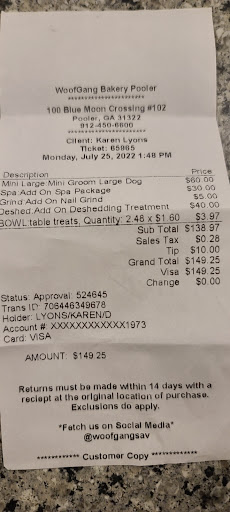 WoofGang Bakery Pooler
********************
100 Blue Moon Crossing #102
Pooler, GA 31322
912-450-6600
********************
Client: Karen Lyons
Ticket: 65985
Monday, July 25, 2022 1:48 PM
Description Price
Mini Large Mini Groom Large Dog $60.00
Spa Add On Spa Package $30.00
Grind Add On Nail Grind $5.00
Deshed Add On Deshedding Treatment $40.00
BOWL table treats, Quantity: 2.48 x $1.60 $3.97
Sub Total $138.97
Sales Tax $0.28
Tip $10.00
Grand Total $149.25
Visa $149.25
Change $0.00
Status: Approval: 524645
Trans ID: 706446349678
Holder: LYONS/KAREN/D
Account # XXXXXXXXXXXX1973
Card: VISA
AMOUNT: $149.25
Returns must be made within 14 days with a
reciept at the original location of purchase.
Exclusions do apply.
*Fetch us on Social Media*
@woofgangsav
************ Customer Copy *************